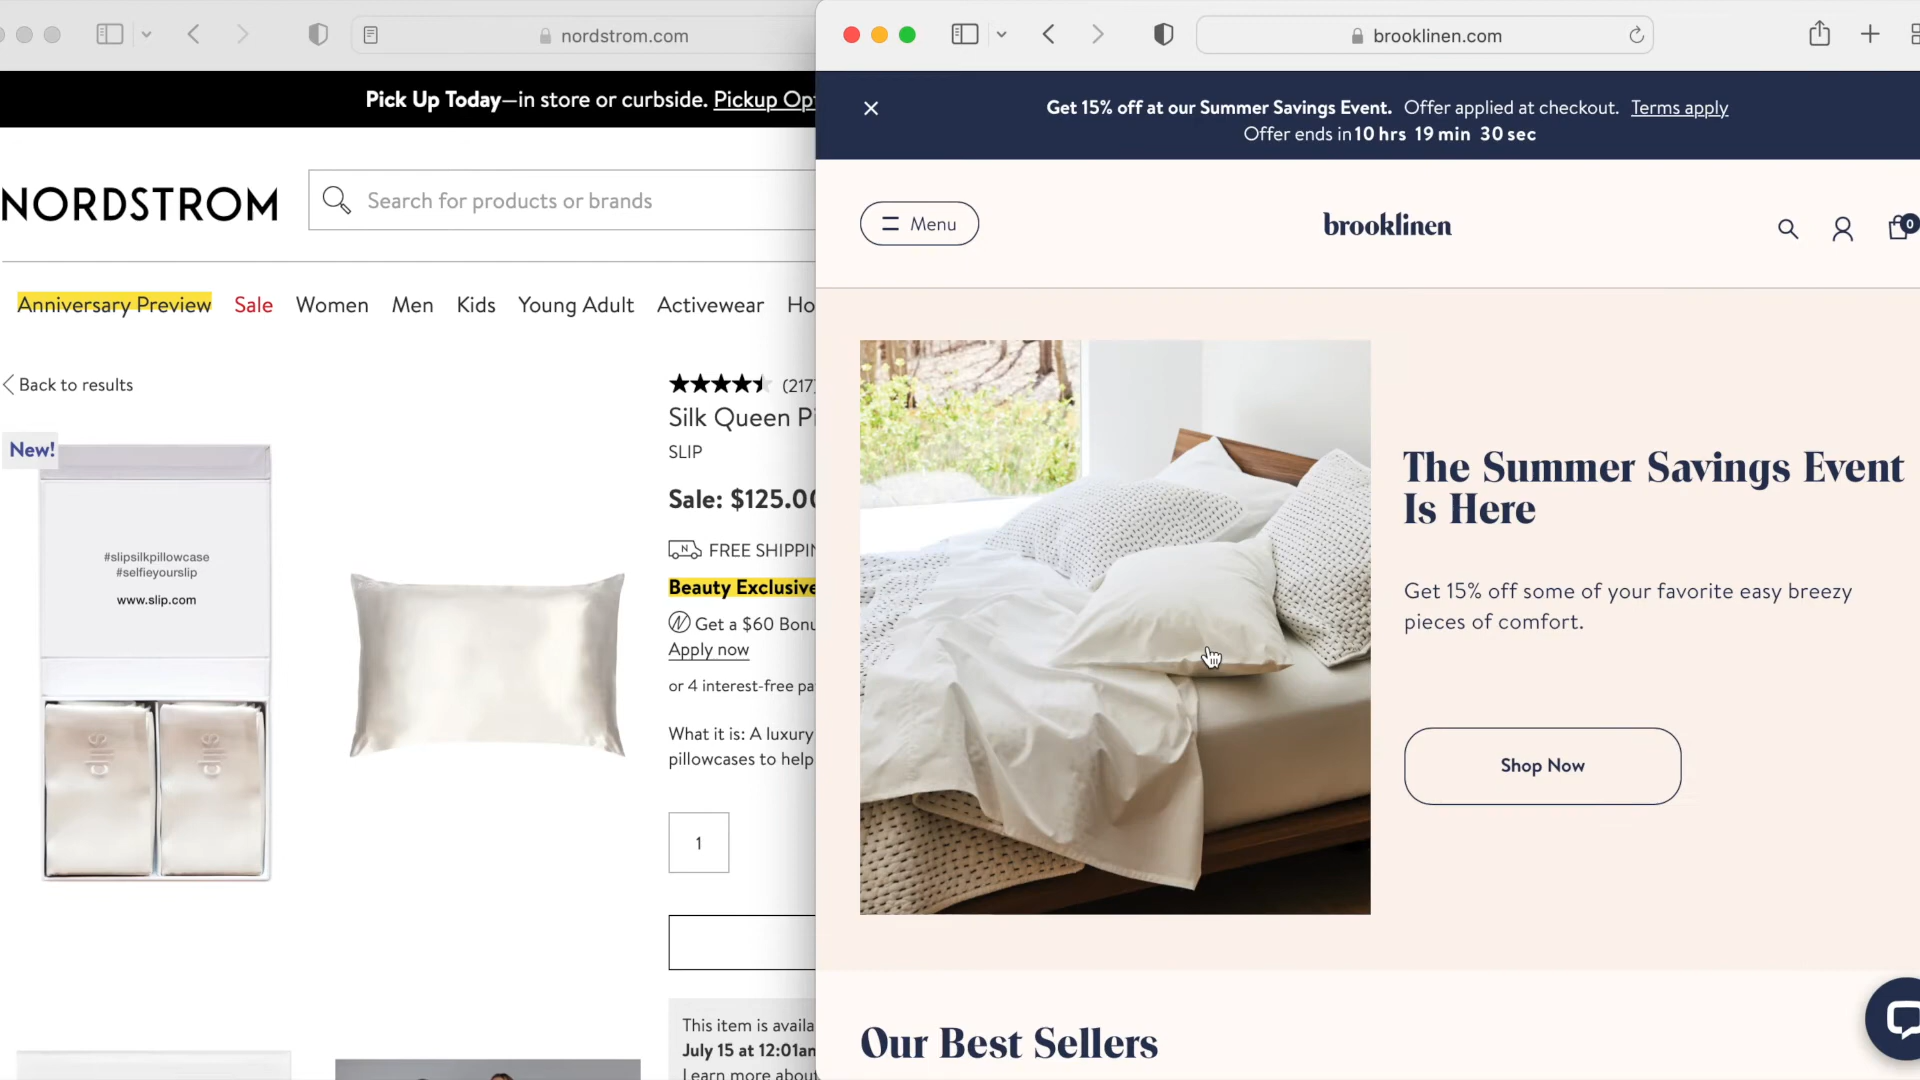 nordstrom.com
Pick Up Today—in store or curbside. Pickup Op
NORDSTROM
Search for products or brands
Anniversary Preview Sale Women Men Kids Young Adult Activewear Ho
Back to results
New!
#slipsilkpillowcase
#selfieyourslip
www.slip.com
slip slip
(217
Silk Queen Pi
SLIP
Sale: $125.00
FREE SHIPPIN
Beauty Exclusive
Get a $60 Bonu
Apply now
or 4 interest-free pa
What it is: A luxury
pillowcases to help
1
This item is availa
July 15 at 12:01an
Learn more about
brooklinen.com
Get 15% off at our Summer Savings Event. Offer applied at checkout. Terms apply
Offer ends in 10 hrs 19 min 30 sec
Menu
brooklinen
0
The Summer Savings Event
Is Here
Get 15% off some of your favorite easy breezy
pieces of comfort.
Shop Now
Our Best Sellers